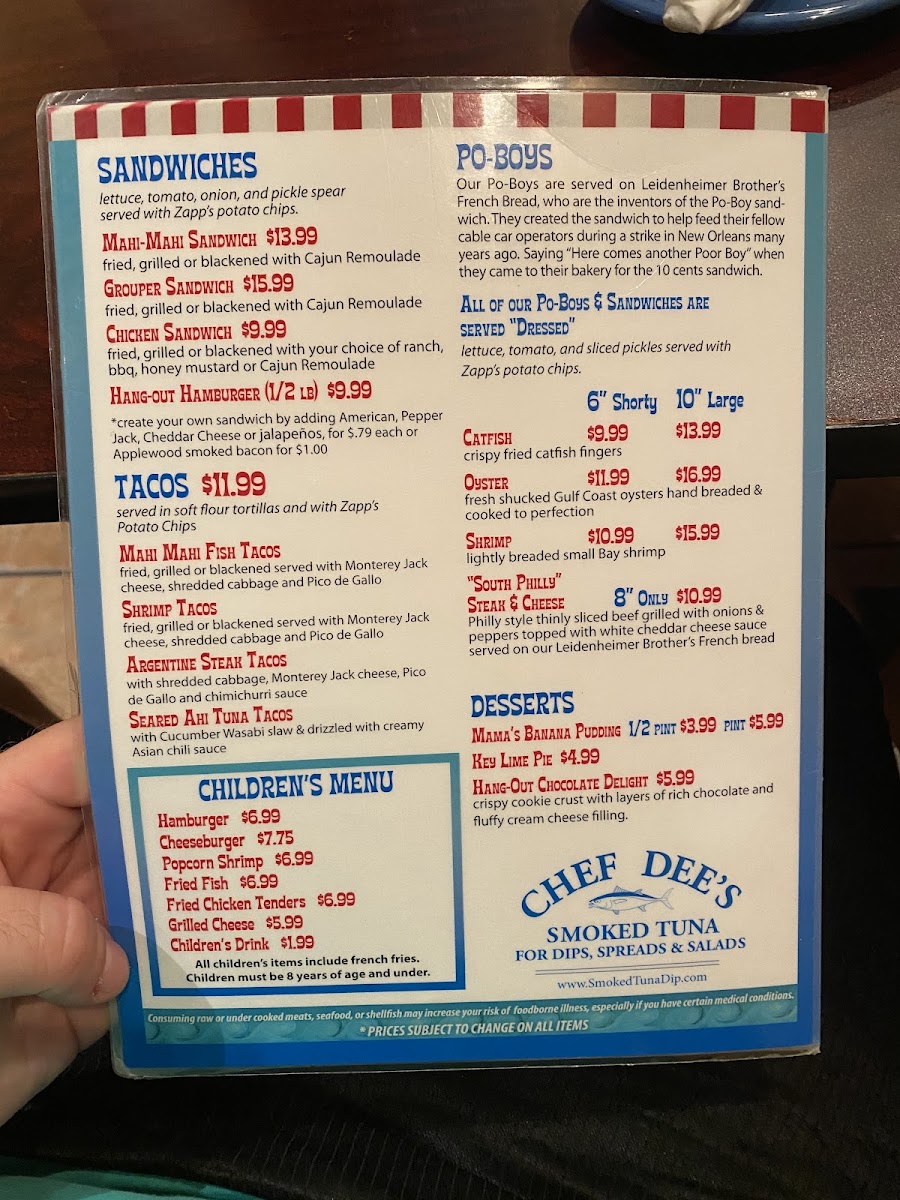 SANDWICHES
lettuce, tomato, onion, and pickle spear
served with Zapp's potato chips.
MAHI-MAHI SANDWICH $13.99
fried, grilled or blackened with Cajun Remoulade
GROUPER SANDWICH $15.99
fried, grilled or blackened with Cajun Remoulade
CHICKEN SANDWICH $9.99
fried, grilled or blackened with your choice of ranch,
bbq, honey mustard or Cajun Remoulade
HANG-OUT HAMBURGER (1/2 LB) $9.99
*create your own sandwich by adding American, Pepper
Jack, Cheddar Cheese or jalapeños, for $.79 each or
Applewood smoked bacon for $1.00
TACOS $11.99
served in soft flour tortillas and with Zapp's
Potato Chips
MAHI MAHI FISH TACOS
fried, grilled or blackened served with Monterey Jack
cheese, shredded cabbage and Pico de Gallo
SHRIMP TACOS
fried, grilled or blackened served with Monterey Jack
cheese, shredded cabbage and Pico de Gallo
ARGENTINE STEAK TACOS
with shredded cabbage, Monterey Jack cheese, Pico
de Gallo and chimichurri sauce
SEARED AHI TUNA TACOS
with Cucumber Wasabi slaw & drizzled with creamy
Asian chili sauce
CHILDREN'S MENU
Hamburger $6.99
Cheeseburger $7.75
Popcorn Shrimp $6.99
Fried Fish $6.99
Fried Chicken Tenders $6.99
Grilled Cheese $5.99
Children's Drink $1.99
All children's items include french fries.
Children must be 8 years of age and under.
PO-BOYS
Our Po-Boys are served on Leidenheimer Brother's
French Bread, who are the inventors of the Po-Boy sand-
wich. They created the sandwich to help feed their fellow
cable car operators during a strike in New Orleans many
years ago. Saying "Here comes another Poor Boy" when
they came to their bakery for the 10 cents sandwich.
ALL OF OUR PO-BOYS & SANDWICHES ARE
SERVED "DRESSED"
lettuce, tomato, and sliced pickles served with
Zapp's potato chips.
6" Shorty 10" Large
CATFISH $9.99 $13.99
crispy fried catfish fingers
OYSTER $11.99 $16.99
fresh shucked Gulf Coast oysters hand breaded &
cooked to perfection
SHRIMP $10.99 $15.99
lightly breaded small Bay shrimp
"SOUTH PHILLY"
STEAK & CHEESE 8" ONLY $10.99
Philly style thinly sliced beef grilled with onions &
peppers topped with white cheddar cheese sauce
served on our Leidenheimer Brother's French bread
DESSERTS
MAMA'S BANANA PUDDING 1/2 PINT $3.99 PINT $5.99
KEY LIME PIE $4.99
HANG-OUT CHOCOLATE DELIGHT $5.99
crispy cookie crust with layers of rich chocolate and
fluffy cream cheese filling.
CHEF DEE'S
SMOKED TUNA
FOR DIPS, SPREADS & SALADS
www.SmokedTunaDip.com
Consuming raw or under cooked meats, seafood, or shellfish may increase your risk of foodborne illness, especially if you have certain medical conditions.
* PRICES SUBJECT TO CHANGE ON ALL ITEMS